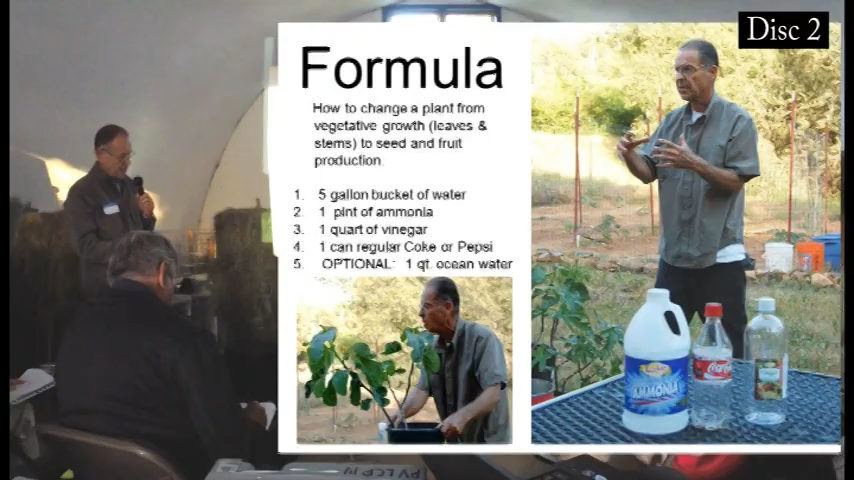 Disc 2
Formula
How to change a plant from
vegetative growth (leaves &
stems) to seed and fruit
production.
1. 5 gallon bucket of water
2. 1 pint of ammonia
3. 1 quart of vinegar
4. 1 can regular Coke or Pepsi
5. OPTIONAL: 1 qt. ocean water
AMMONIA
Coca